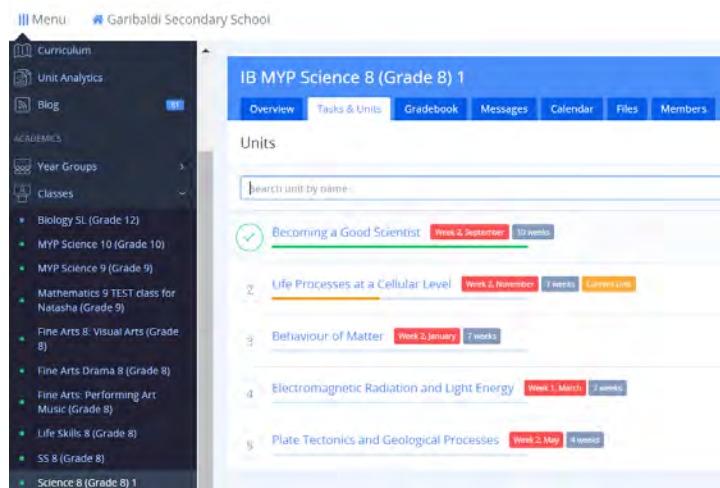 Menu
Garibaldi Secondary School
Curriculum
Unit Analytics
Blog 61
ACADEMICS
Year Groups
Classes
Biology SL (Grade 12)
MYP Science 10 (Grade 10)
MYP Science 9 (Grade 9)
Mathematics 9 TEST class for
Natasha (Grade 9)
Fine Arts 8: Visual Arts (Grade
8)
Fine Arts Drama 8 (Grade 8)
Fine Arts: Performing Art
Music (Grade 8)
Life Skills 8 (Grade 8)
SS 8 (Grade 8)
Science 8 (Grade 8) 1
IB MYP Science 8 (Grade 8) 1
Overview Tasks & Units Gradebook Messages Calendar Files Members
Units
Search unit by name
Becoming a Good Scientist Week 2, September 10 weeks
2 Life Processes at a Cellular Level Week 2, November 7 weeks Current Unit
3 Behaviour of Matter Week 2, January 7 weeks
4 Electromagnetic Radiation and Light Energy Week 1, March 7 weeks
5 Plate Tectonics and Geological Processes Week 2, May 4 weeks